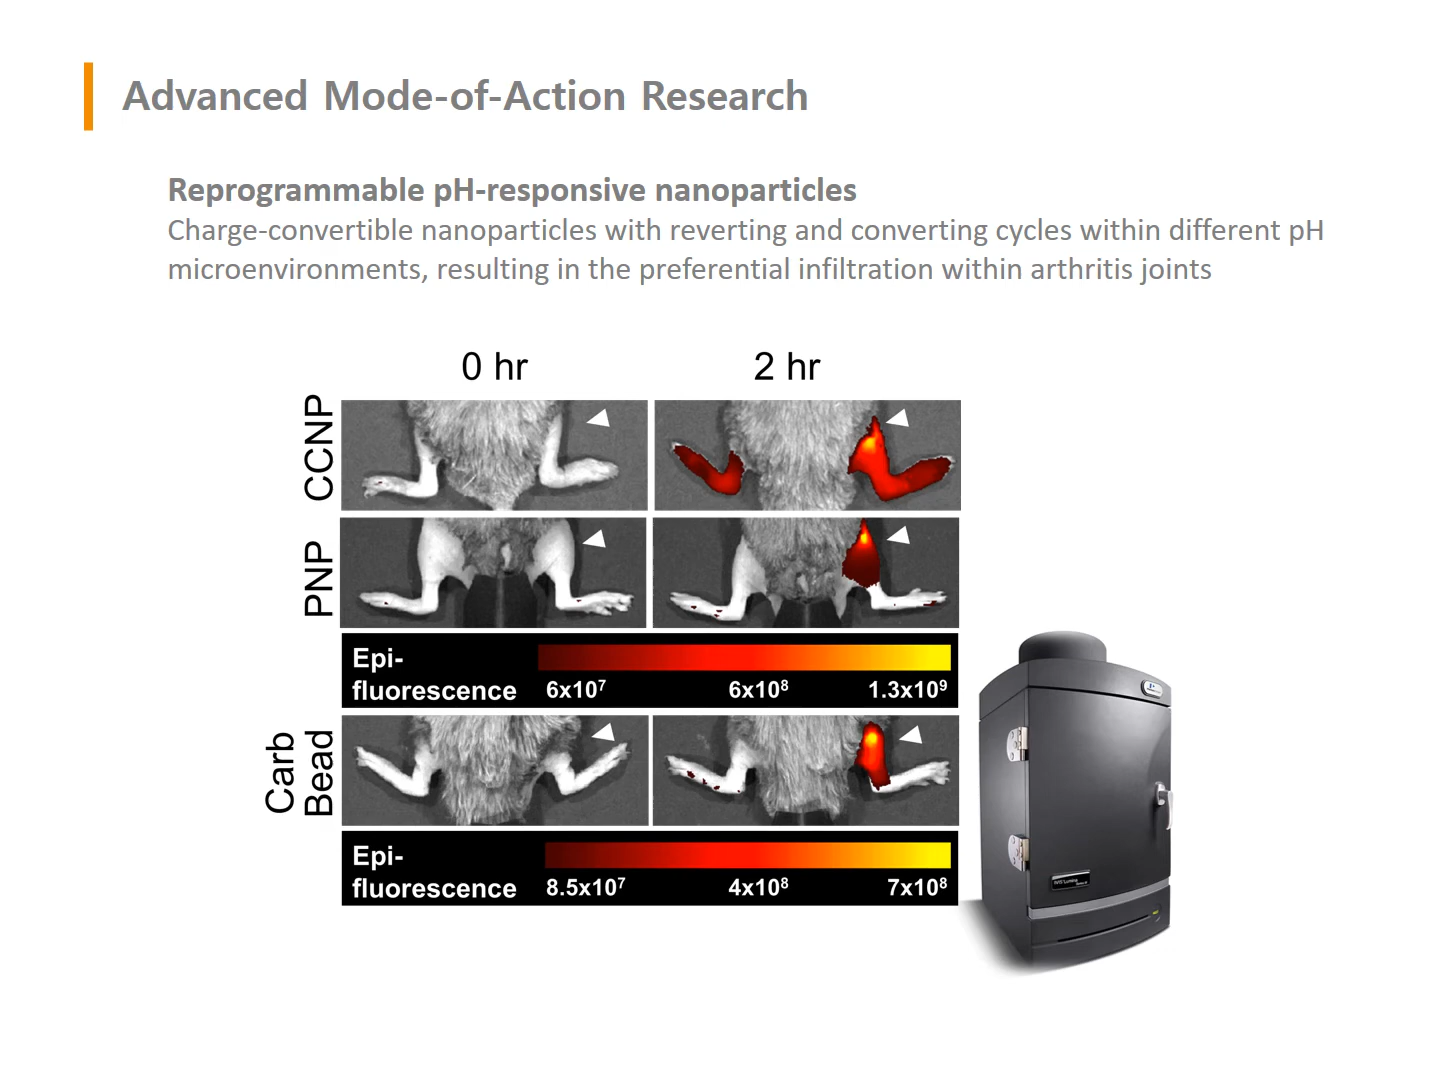 Advanced Mode-of-Action Research
Reprogrammable pH-responsive nanoparticles
Charge-convertible nanoparticles with reverting and converting cycles within different pH
microenvironments, resulting in the preferential infiltration within arthritis joints
0 hr
2 hr
CCNP
PNP
Epi-
fluorescence
6x10⁷
6x10⁸
1.3x10⁹
Carb
Bead
Epi-
fluorescence
8.5x10⁷
4x10⁸
7x10⁸